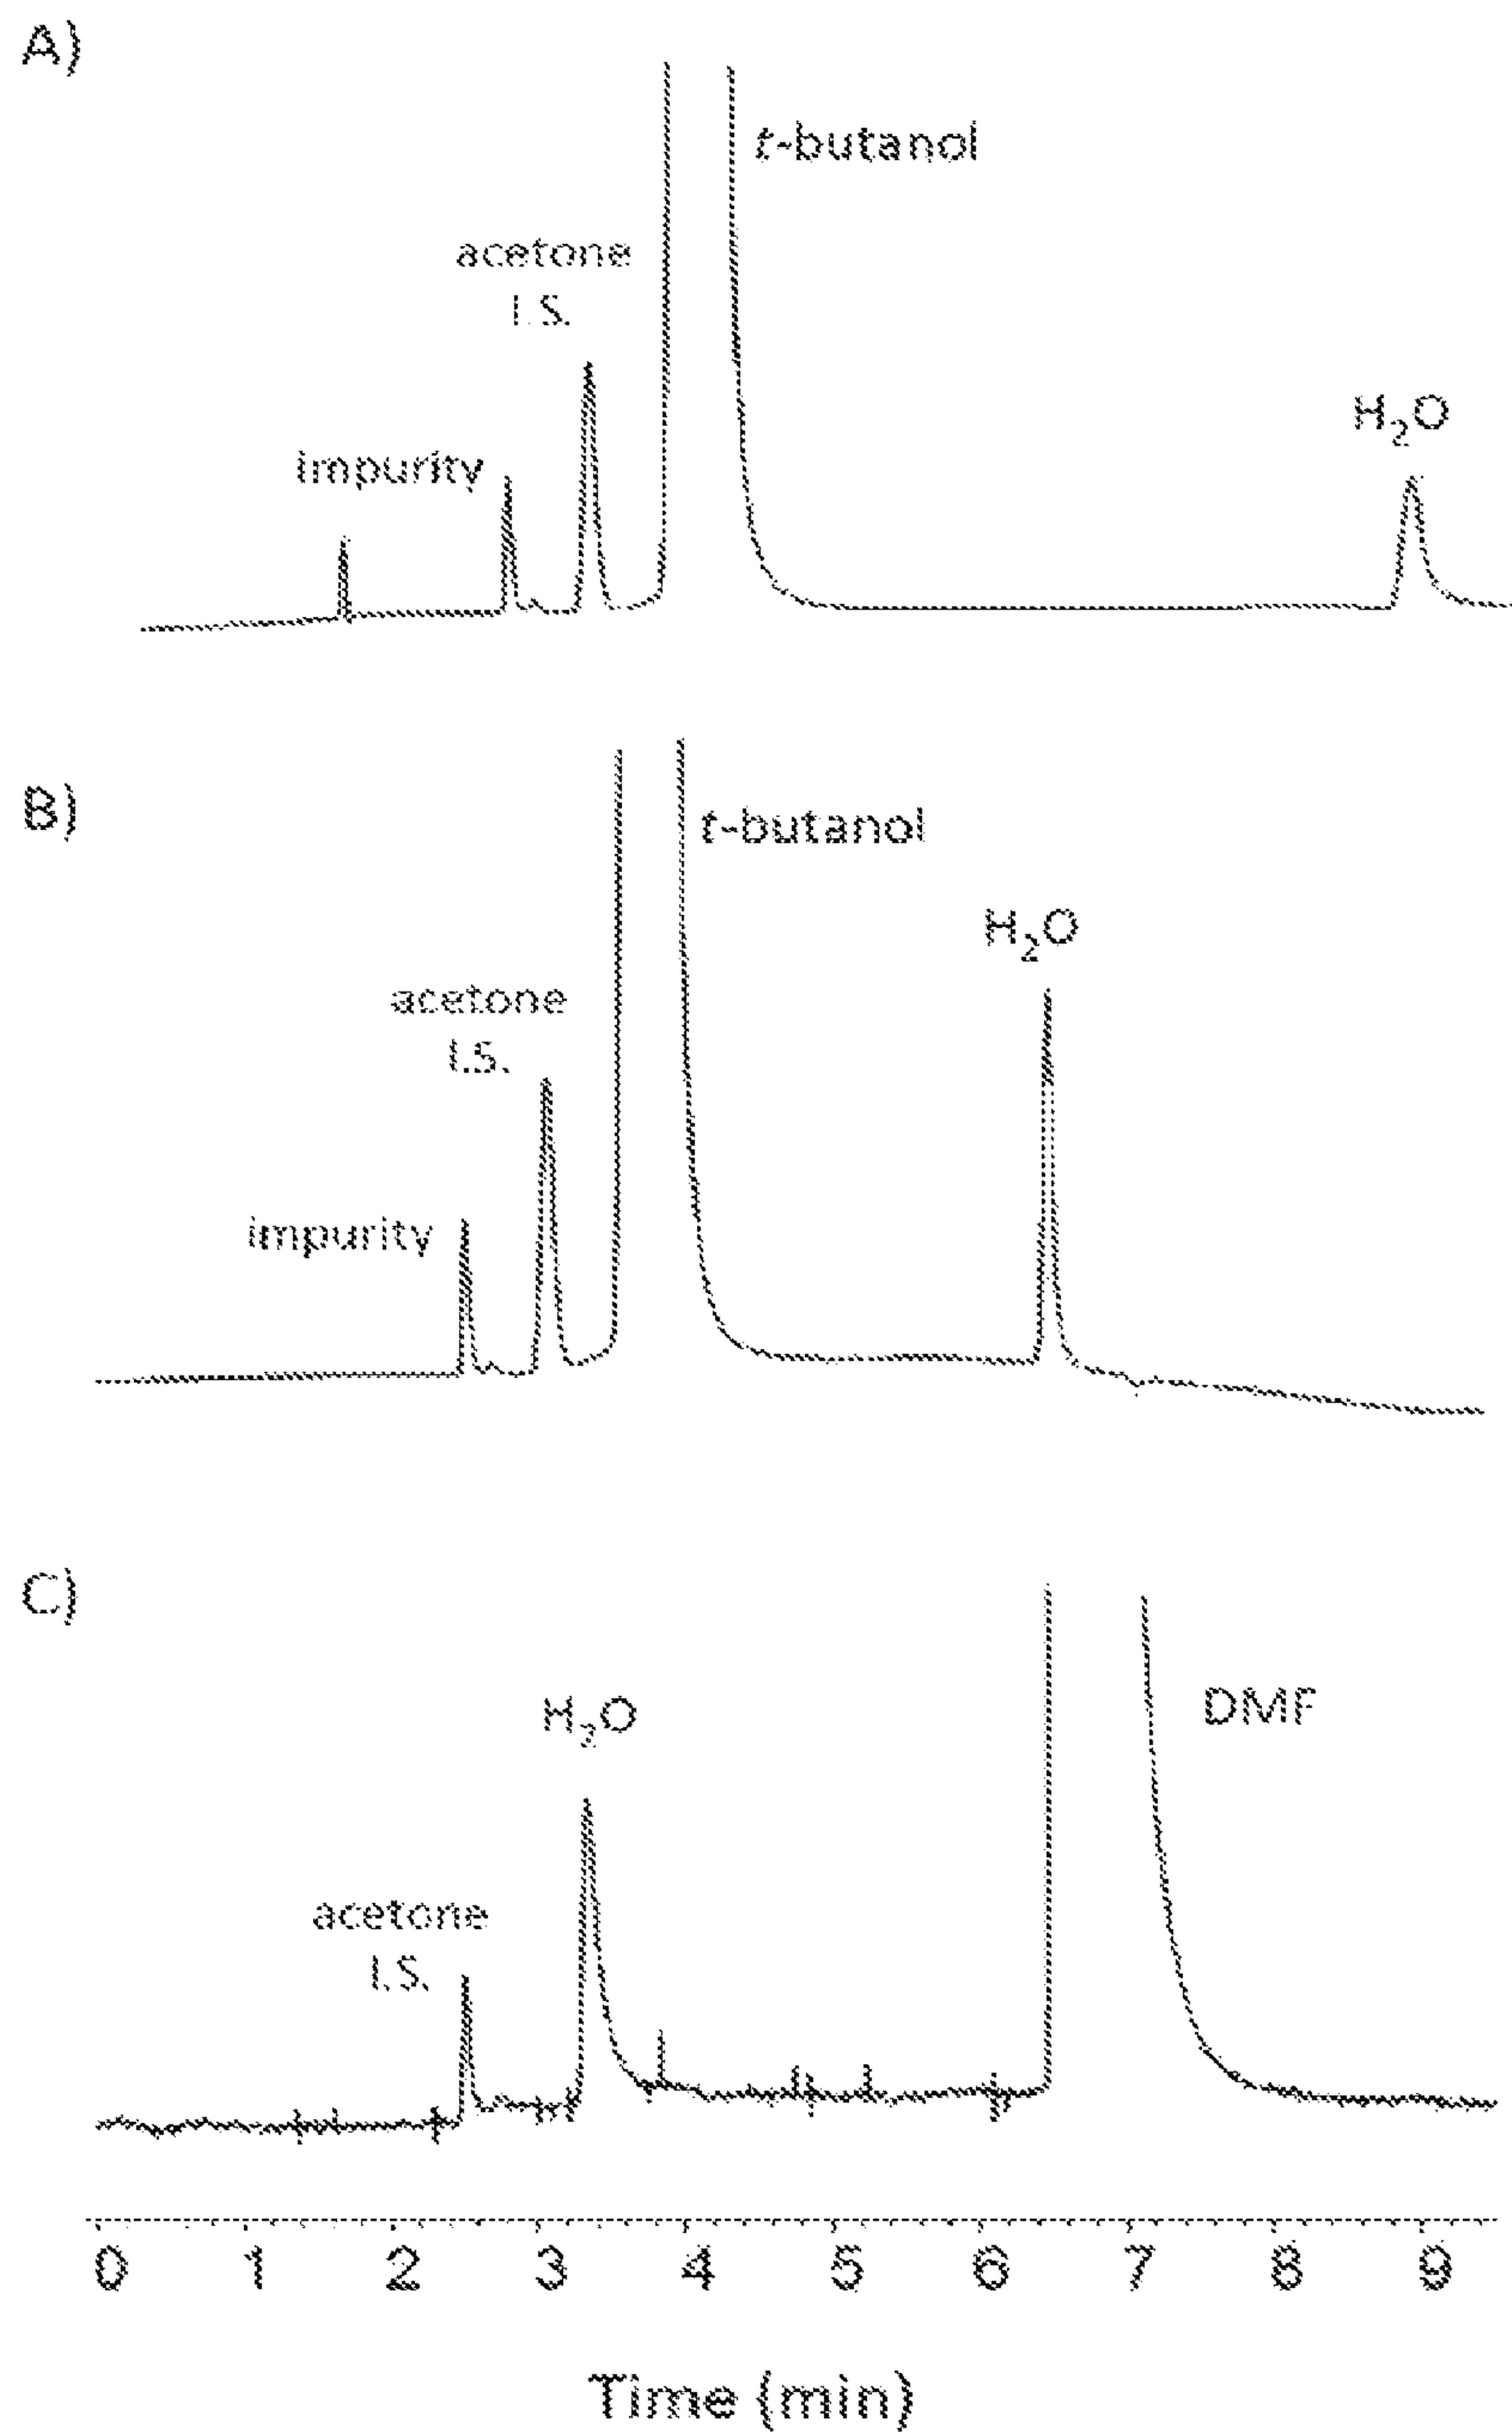 A)
t-butanol
acetone
I.S.
H₂O
impurity
B)
t-butanol
H₂O
acetone
I.S.
impurity
C)
DMF
H₂O
acetone
I.S.
0 1 2 3 4 5 6 7 8 9
Time (min)